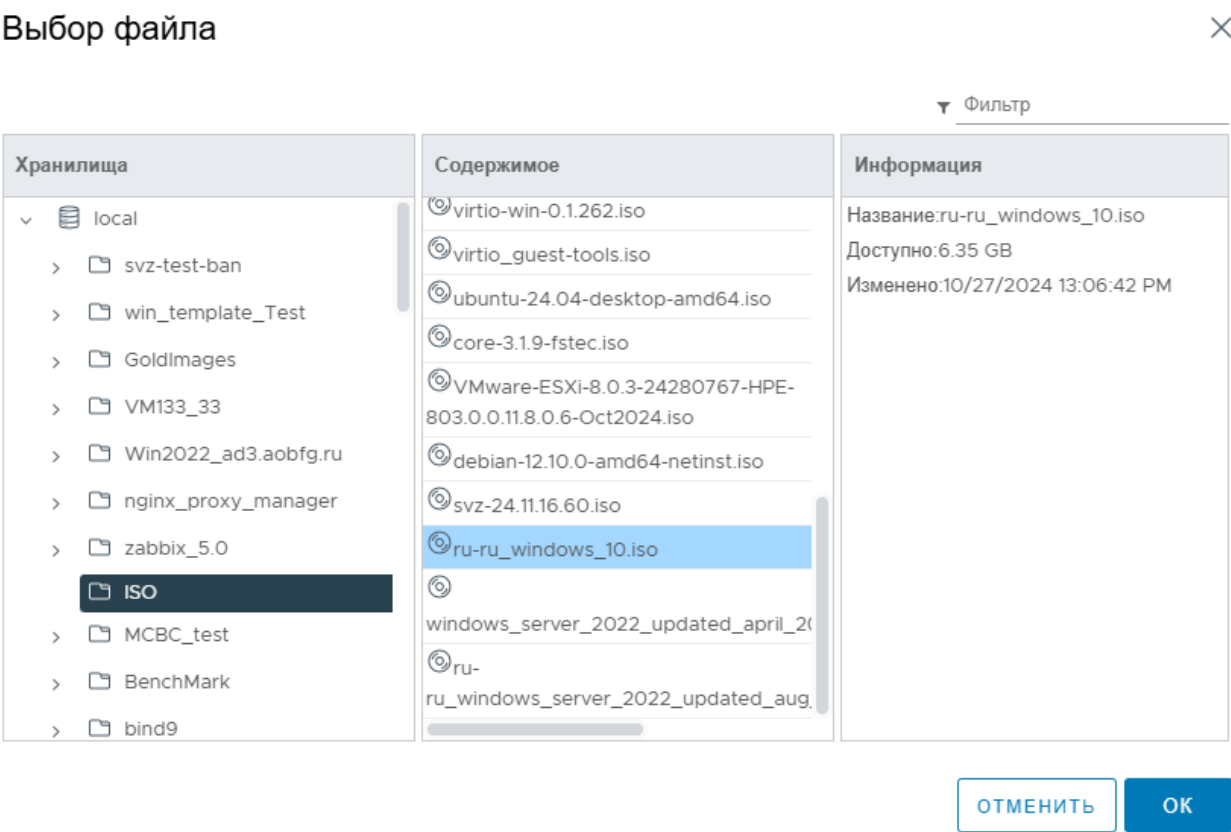 Выбор файла
Фильтр
Хранилища
local
svz-test-ban
win_template_Test
GoldImages
VM133_33
Win2022_ad3.aobfg.ru
nginx_proxy_manager
zabbix_5.0
ISO
MCBC_test
BenchMark
bind9
Содержимое
virtio-win-0.1.262.iso
virtio_guest-tools.iso
ubuntu-24.04-desktop-amd64.iso
core-3.1.9-fstec.iso
VMware-ESXi-8.0.3-24280767-HPE-
803.0.0.11.8.0.6-Oct2024.iso
debian-12.10.0-amd64-netinst.iso
svz-24.11.16.60.iso
ru-ru_windows_10.iso
windows_server_2022_updated_april_20
ru-
ru_windows_server_2022_updated_aug_
Информация
Название:ru-ru_windows_10.iso
Доступно:6.35 GB
Изменено:10/27/2024 13:06:42 PM
ОТМЕНИТЬ
ОК